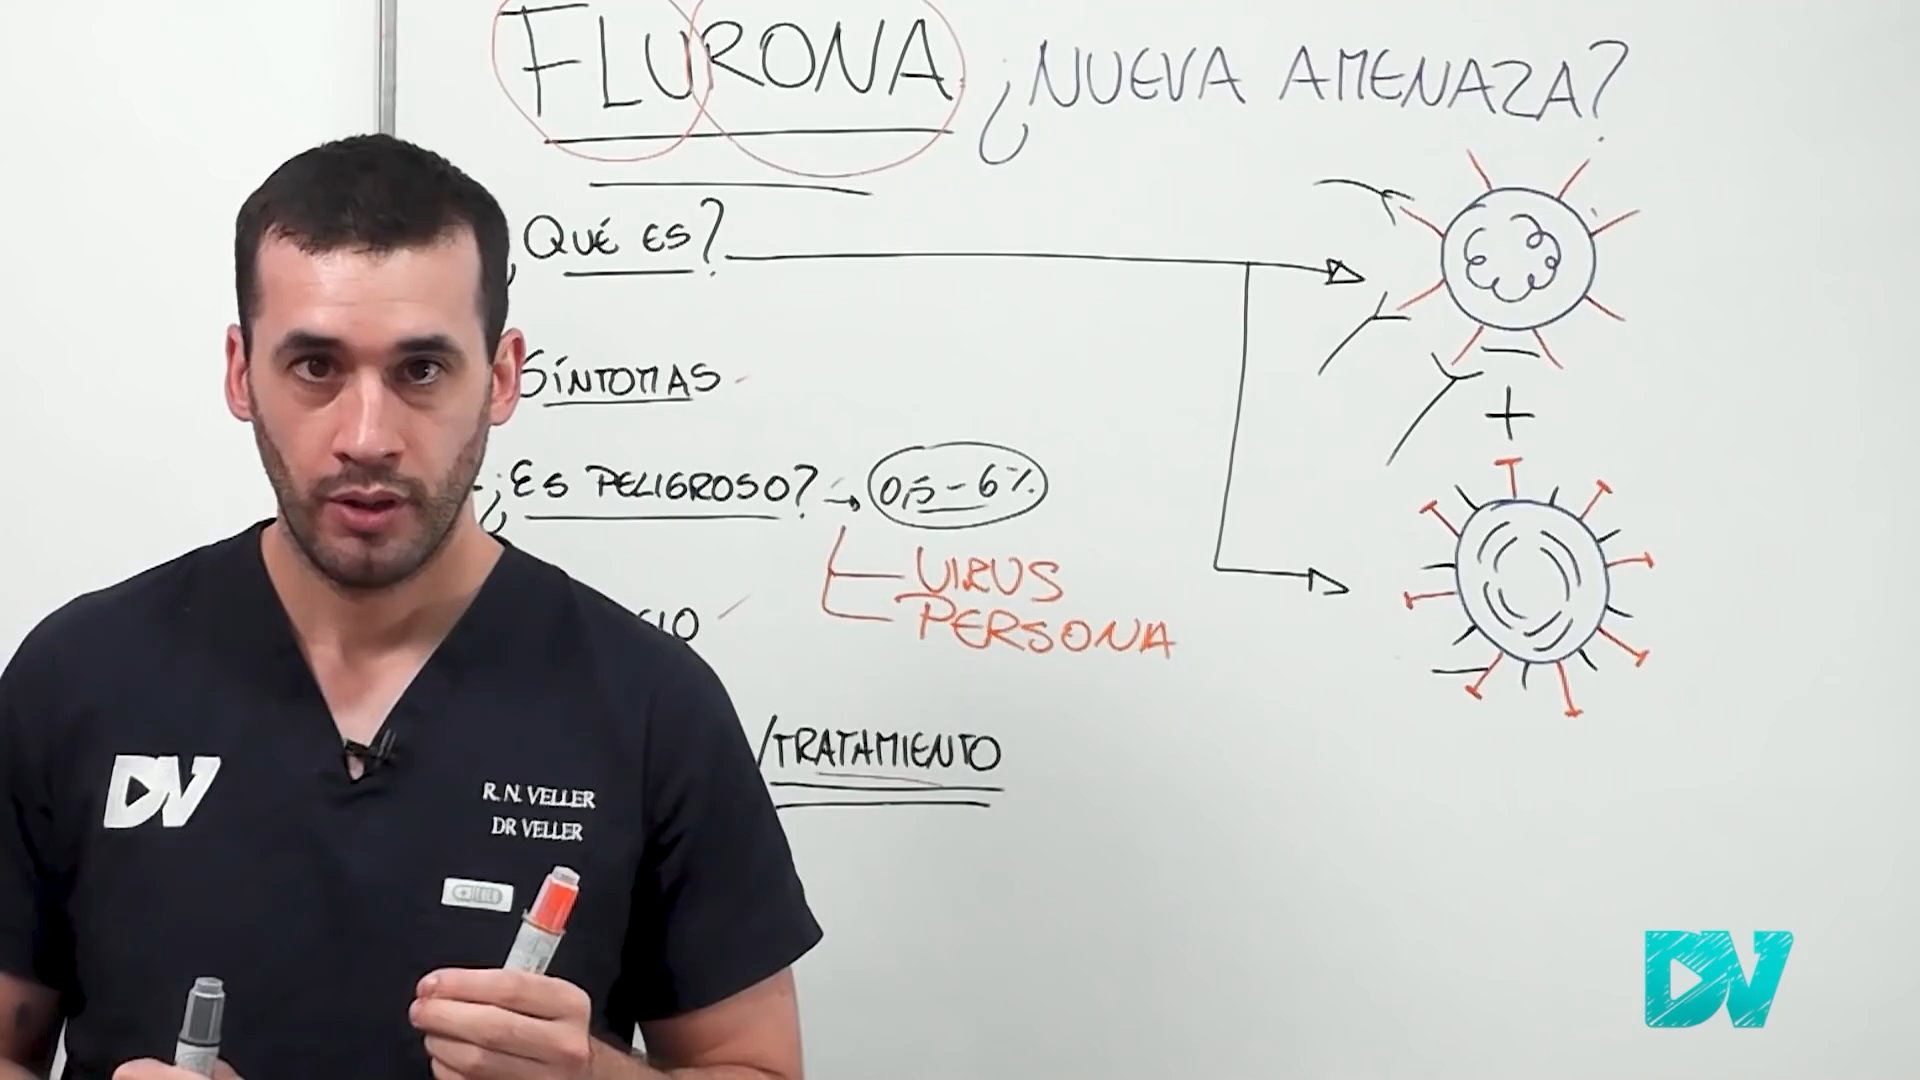 FLURONA ¿NUEVA AMENAZA?
¿QUÉ ES?
SÍNTOMAS
- ¿ES PELIGROSO? → 0,5 - 6%
VIRUS
PERSONA
CIO
/TRATAMIENTO
+
DV
R. N. VELLER
DR VELLER
DV